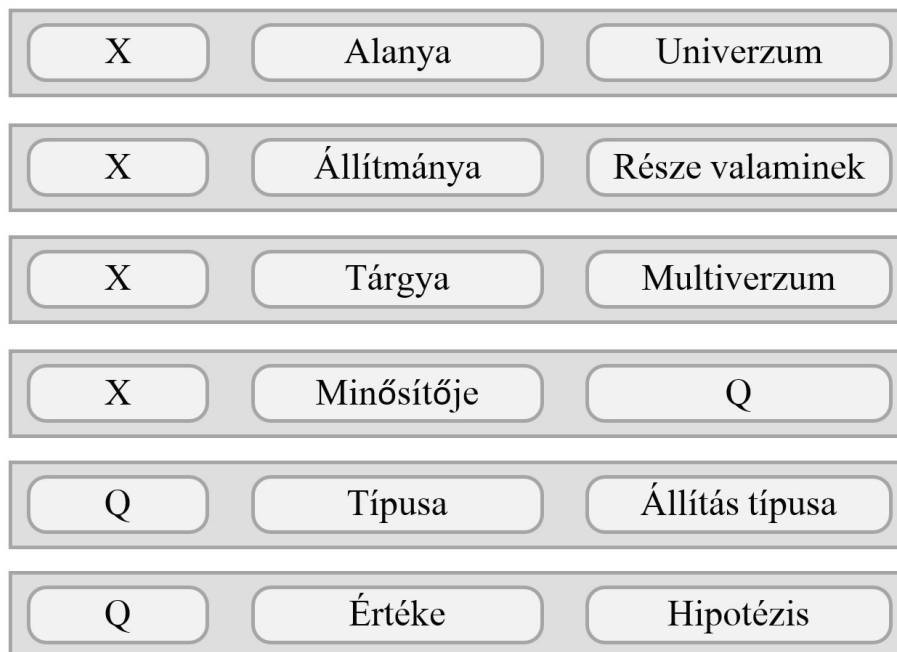 X Alanya Univerzum
X Állítmánya Része valaminek
X Tárgya Multiverzum
X Minősítője Q
Q Típusa Állítás típusa
Q Értéke Hipotézis